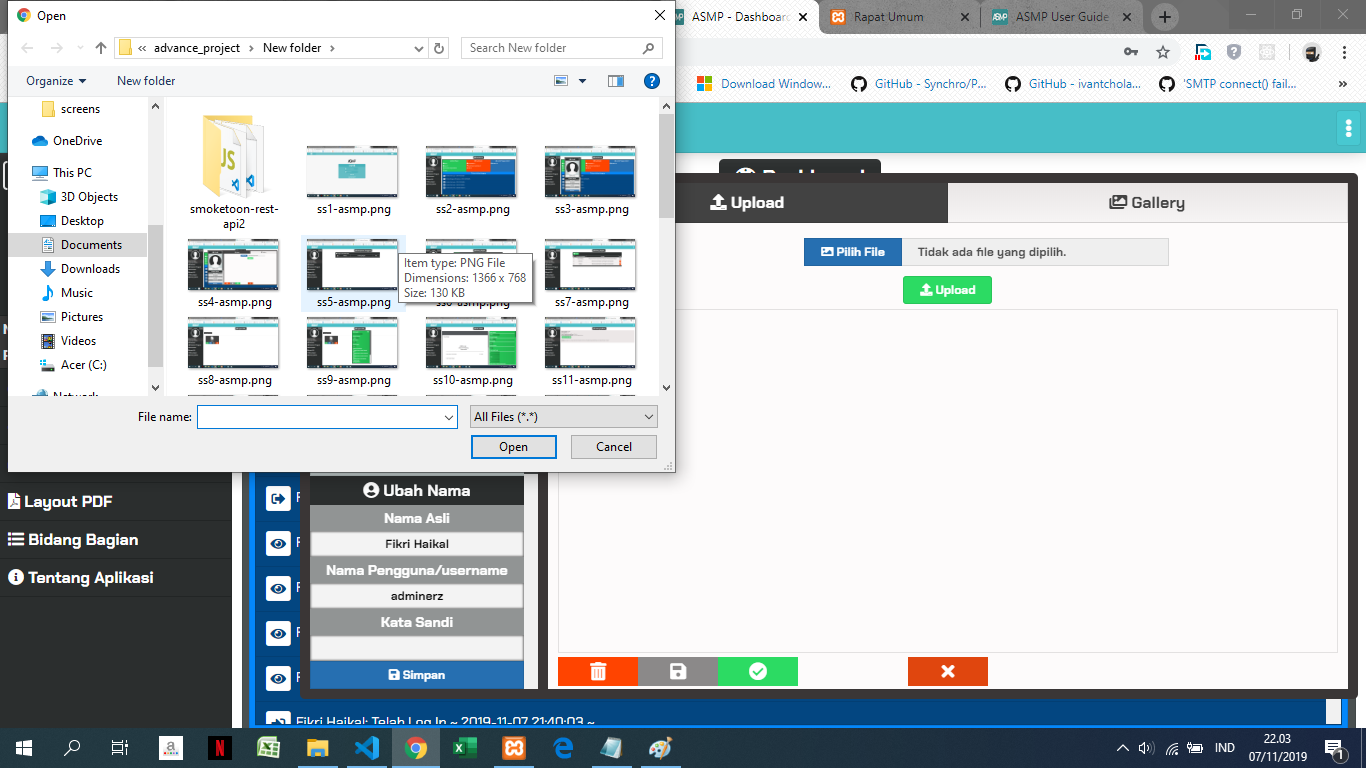 Open
ASMP - Dashboard
Rapat Umum
ASMP User Guide
advance_project
New folder
Search New folder
Organize
New folder
Download Window...
GitHub - Synchro/P...
GitHub - ivantchola...
'SMTP connect() fail...
screens
OneDrive
This PC
3D Objects
Desktop
Documents
Downloads
Music
Pictures
Videos
Acer (C:)
smoketoon-rest-
api2
ss1-asmp.png
ss2-asmp.png
ss3-asmp.png
ss4-asmp.png
ss5-asmp.png
ss7-asmp.png
Item type: PNG File
Dimensions: 1366 x 768
Size: 130 KB
ss8-asmp.png
ss9-asmp.png
ss10-asmp.png
ss11-asmp.png
File name:
All Files (*.*)
Open
Cancel
Upload
Gallery
Pilih File
Tidak ada file yang dipilih.
Upload
Layout PDF
Bidang Bagian
Tentang Aplikasi
Ubah Nama
Nama Asli
Fikri Haikal
Nama Pengguna/username
adminerz
Kata Sandi
Simpan
Fikri Haikal: Telah Log In ~ 2019-11-07 21:40:03 ~
IND
22.03
07/11/2019
1